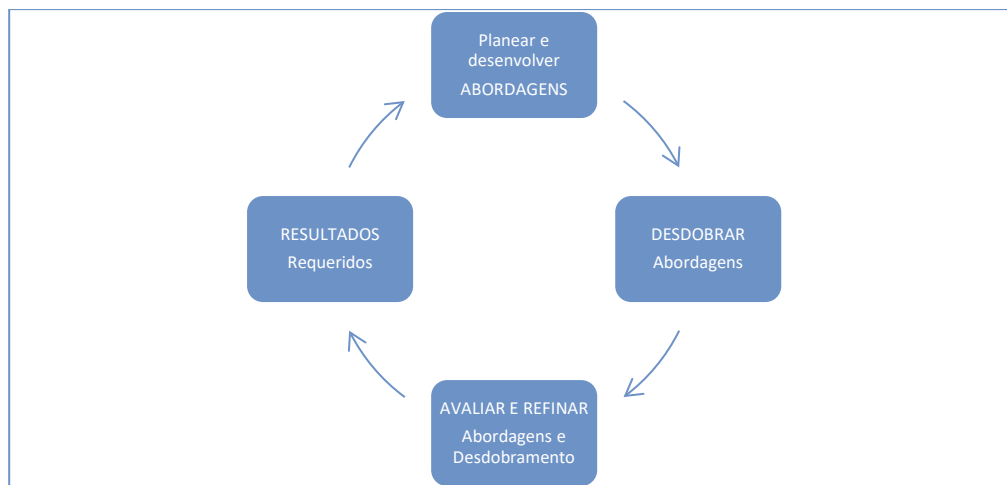 Planear e
desenvolver
ABORDAGENS
RESULTADOS
Requeridos
DESDOBRAR
Abordagens
AVALIAR E REFINAR
Abordagens e
Desdobramento